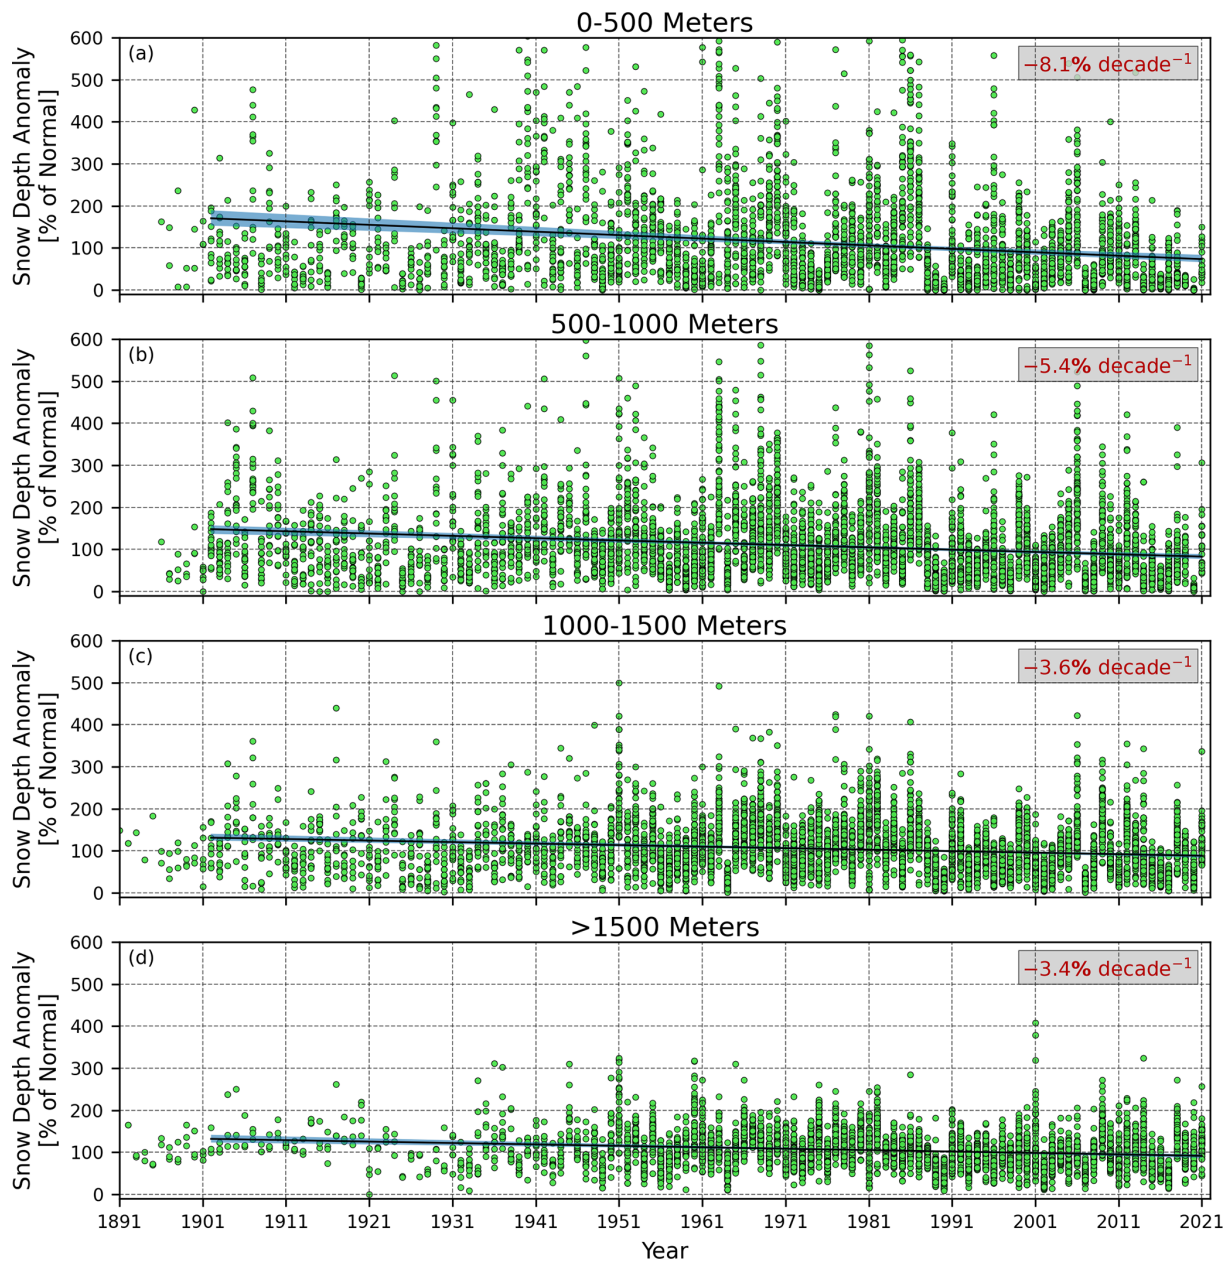 0-500 Meters
(a)
−8.1% decade⁻¹
Snow Depth Anomaly
[% of Normal]
600
500
400
300
200
100
0
500-1000 Meters
(b)
−5.4% decade⁻¹
Snow Depth Anomaly
[% of Normal]
600
500
400
300
200
100
0
1000-1500 Meters
(c)
−3.6% decade⁻¹
Snow Depth Anomaly
[% of Normal]
600
500
400
300
200
100
0
>1500 Meters
(d)
−3.4% decade⁻¹
Snow Depth Anomaly
[% of Normal]
600
500
400
300
200
100
0
1891 1901 1911 1921 1931 1941 1951 1961 1971 1981 1991 2001 2011 2021
Year